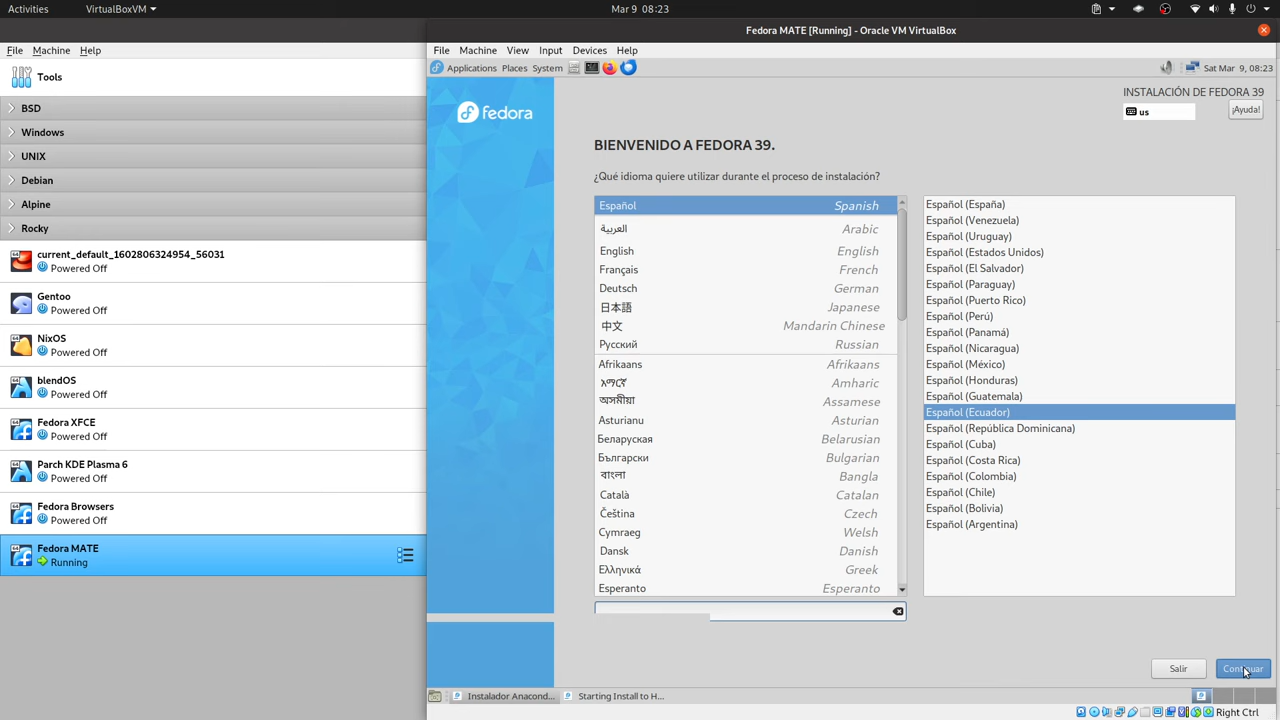 Activities
VirtualBoxVM
Mar 9 08:23
Fedora MATE [Running] - Oracle VM VirtualBox
File Machine Help
File Machine View Input Devices Help
Tools
BSD
Windows
UNIX
Debian
Alpine
Rocky
current_default_1602806324954_56031
Powered Off
Gentoo
Powered Off
NixOS
Powered Off
blendOS
Powered Off
Fedora XFCE
Powered Off
Parch KDE Plasma 6
Powered Off
Fedora Browsers
Powered Off
Fedora MATE
Running
Applications Places System
Sat Mar 9, 08:23
fedora
INSTALACIÓN DE FEDORA 39
us
¡Ayuda!
BIENVENIDO A FEDORA 39.
¿Qué idioma quiere utilizar durante el proceso de instalación?
Español Spanish
العربية Arabic
English English
Français French
Deutsch German
日本語 Japanese
中文 Mandarin Chinese
Русский Russian
Afrikaans Afrikaans
አማርኛ Amharic
অসমীয়া Assamese
Asturianu Asturian
Беларуская Belarusian
Български Bulgarian
বাংলা Bangla
Català Catalan
Čeština Czech
Cymraeg Welsh
Dansk Danish
Ελληνικά Greek
Esperanto Esperanto
Español (España)
Español (Venezuela)
Español (Uruguay)
Español (Estados Unidos)
Español (El Salvador)
Español (Paraguay)
Español (Puerto Rico)
Español (Perú)
Español (Panamá)
Español (Nicaragua)
Español (México)
Español (Honduras)
Español (Guatemala)
Español (Ecuador)
Español (República Dominicana)
Español (Cuba)
Español (Costa Rica)
Español (Colombia)
Español (Chile)
Español (Bolivia)
Español (Argentina)
Salir
Continuar
Instalador Anacond...
Starting Install to H...
Right Ctrl